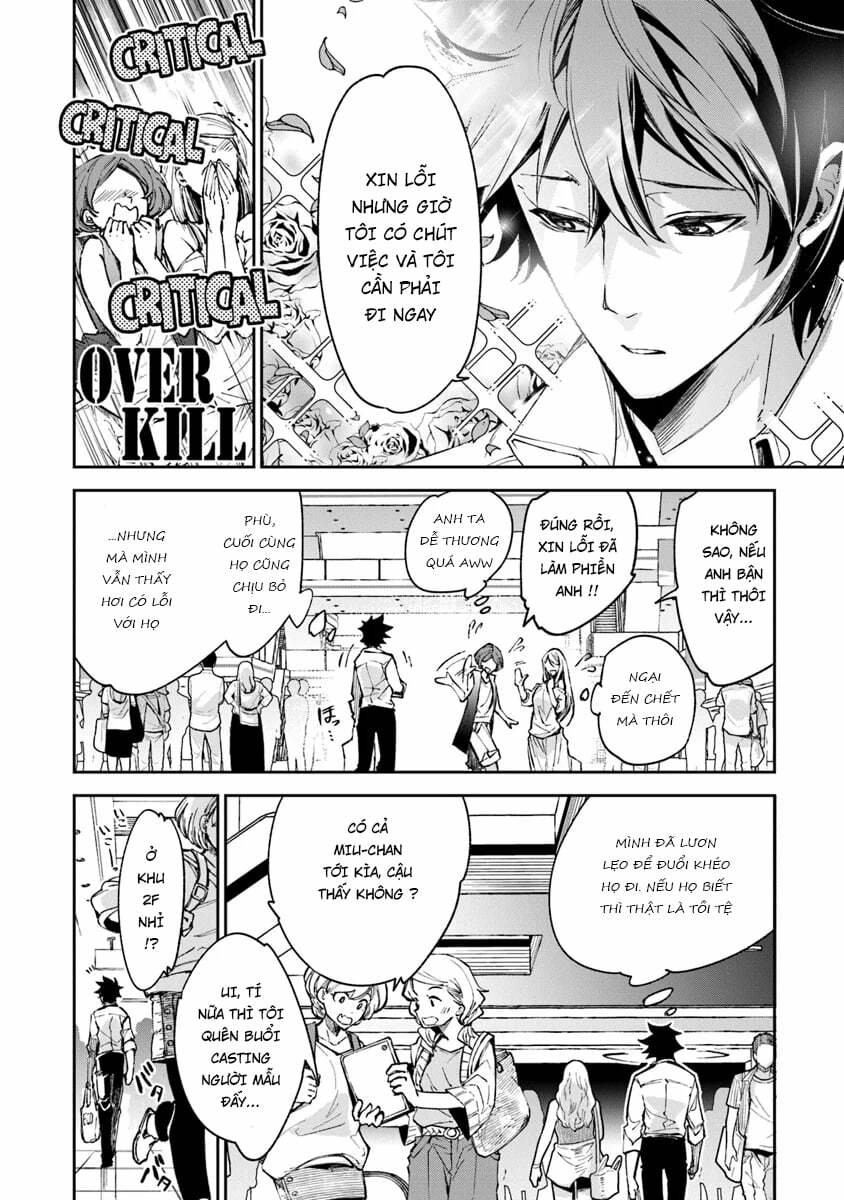 XIN LỖI
NHƯNG GIỜ
TÔI CÓ CHÚT
VIỆC VÀ TÔI
CẦN PHẢI
ĐI NGAY
CRITICAL
CRITICAL
CRITICAL
OVER
KILL
KHÔNG
SAO, NẾU
ANH BẬN
THÌ THÔI
VẬY...
ĐÚNG RỒI,
XIN LỖI ĐÃ
LÀM PHIỀN
ANH !!
NGẠI
ĐẾN CHẾT
MÀ THÔI
ANH TA
DỄ THƯƠNG
QUÁ AWW
PHÙ,
CUỐI CÙNG
HỌ CŨNG
CHỊU BỎ
ĐI...
...NHƯNG
MÀ MÌNH
VẪN THẤY
HƠI CÓ LỖI
VỚI HỌ
ほっ
MÌNH ĐÃ LƯƠN
LẸO ĐỂ ĐUỔI KHÉO
HỌ ĐI. NẾU HỌ BIẾT
THÌ THẬT LÀ TỒI TỆ
CÓ CẢ
MIU-CHAN
TỚI KÌA, CẬU
THẤY KHÔNG ?
UI, TÍ
NỮA THÌ TÔI
QUÊN BUỔI
CASTING
NGƯỜI MẪU
ĐẤY...
Ở
KHU
2F
NHỈ
!?
タ
タ